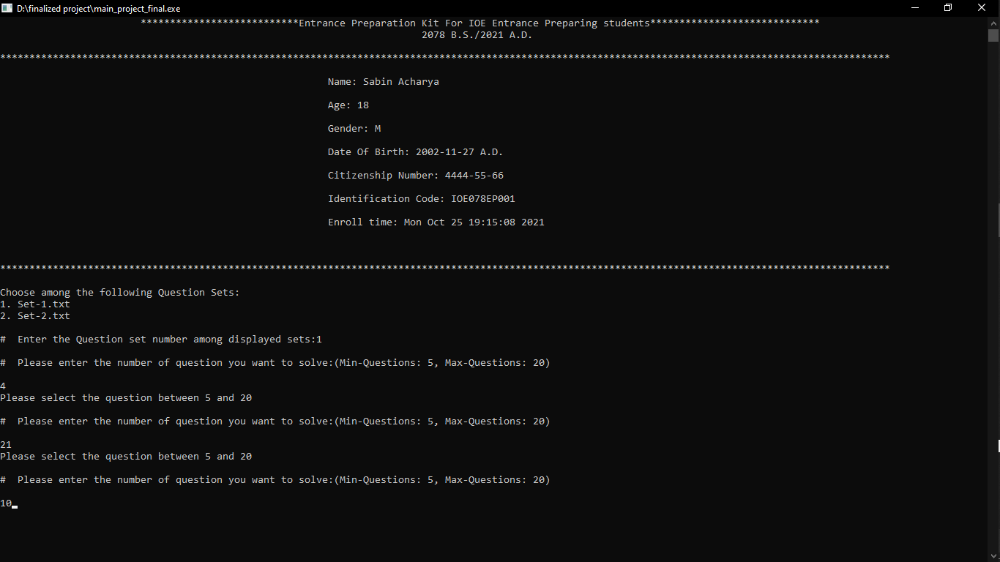 D:\finalized project\main_project_final.exe
***************************Entrance Preparation Kit For IOE Entrance Preparing students*****************************
2078 B.S./2021 A.D.
********************************************************************************************************************************************************
Name: Sabin Acharya
Age: 18
Gender: M
Date Of Birth: 2002-11-27 A.D.
Citizenship Number: 4444-55-66
Identification Code: IOE078EP001
Enroll time: Mon Oct 25 19:15:08 2021
********************************************************************************************************************************************************
Choose among the following Question Sets:
1. Set-1.txt
2. Set-2.txt
#  Enter the Question set number among displayed sets:1
#  Please enter the number of question you want to solve:(Min-Questions: 5, Max-Questions: 20)
4
Please select the question between 5 and 20
#  Please enter the number of question you want to solve:(Min-Questions: 5, Max-Questions: 20)
21
Please select the question between 5 and 20
#  Please enter the number of question you want to solve:(Min-Questions: 5, Max-Questions: 20)
10